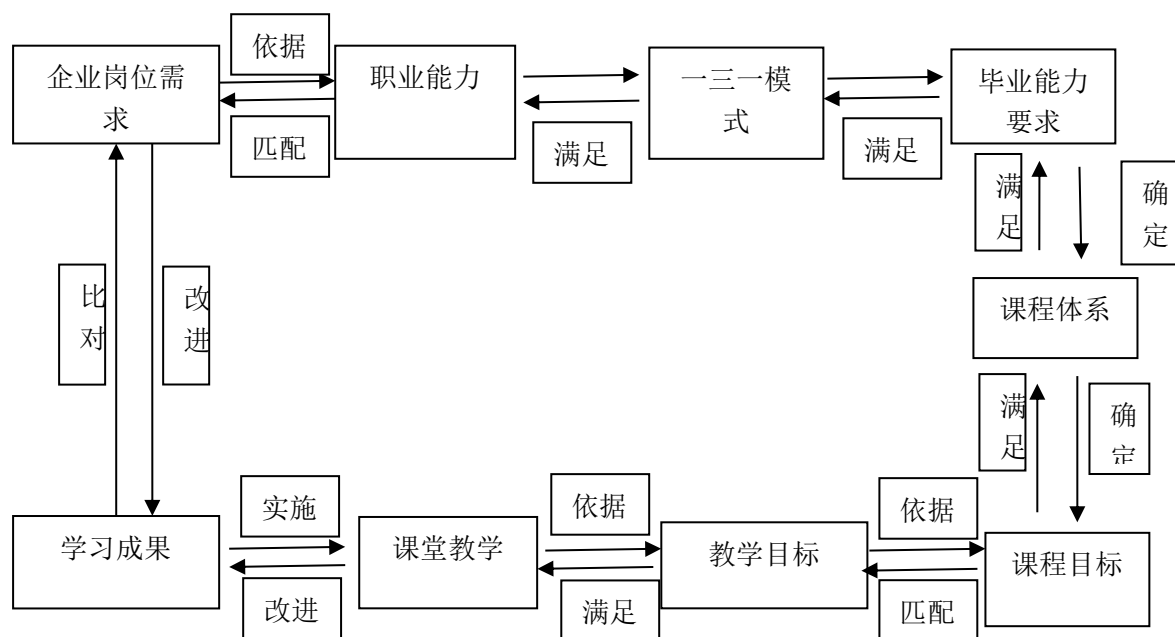 依据
企业岗位需
求
职业能力
一三一模
式
毕业能力
要求
匹配
满足
满足
满
足
确
定
比
对
改
进
课程体系
满
足
确
定
实施
依据
依据
学习成果
课堂教学
教学目标
课程目标
改进
满足
匹配